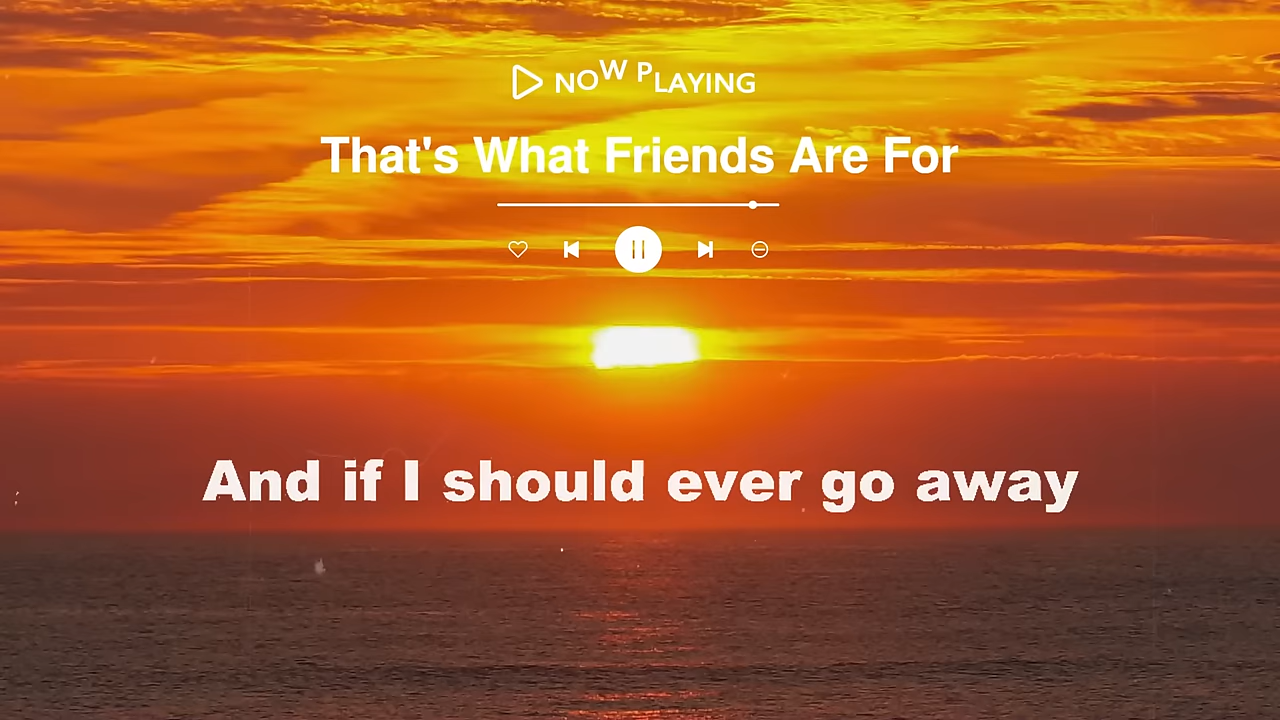 NOW PLAYING
That's What Friends Are For
And if I should ever go away